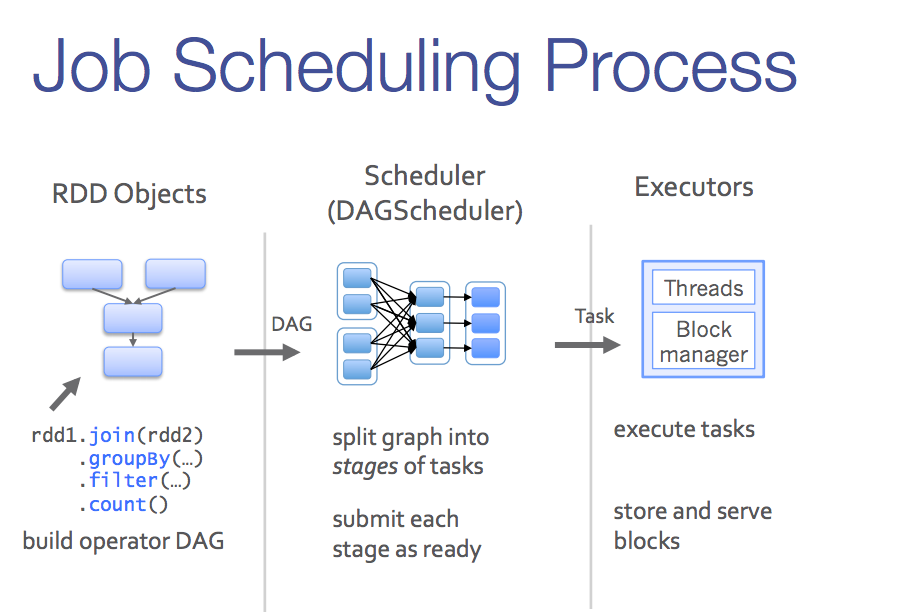 Job Scheduling Process
RDD Objects
rdd1.join(rdd2)
.groupBy(…)
.filter(…)
.count()
build operator DAG
DAG
Scheduler
(DAGScheduler)
split graph into
stages of tasks
submit each
stage as ready
Task
Executors
Threads
Block
manager
execute tasks
store and serve
blocks